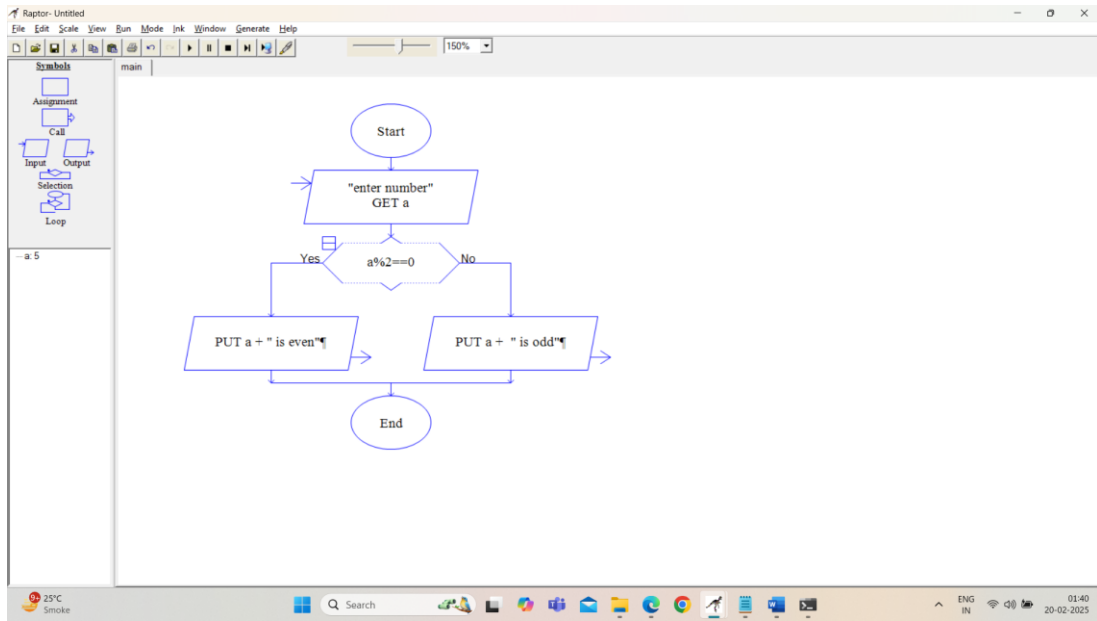 Raptor- Untitled
File Edit Scale View Run Mode Ink Window Generate Help
150%
Symbols
Assignment
Call
Input Output
Selection
Loop
a: 5
main
Start
"enter number"
GET a
Yes a%2==0 No
PUT a + " is even"¶ PUT a + " is odd"¶
End
9+ 25°C
Smoke
Search
ENG
IN
01:40
20-02-2025